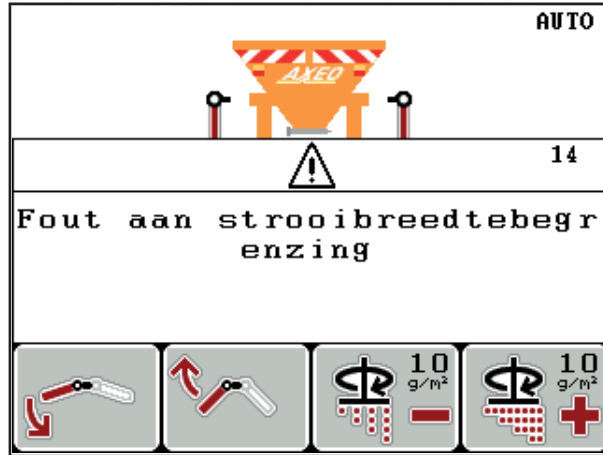 AUTO
AXEO
14
Fout aan strooibreedtebegr
enzing
10
g/m²
10
g/m²